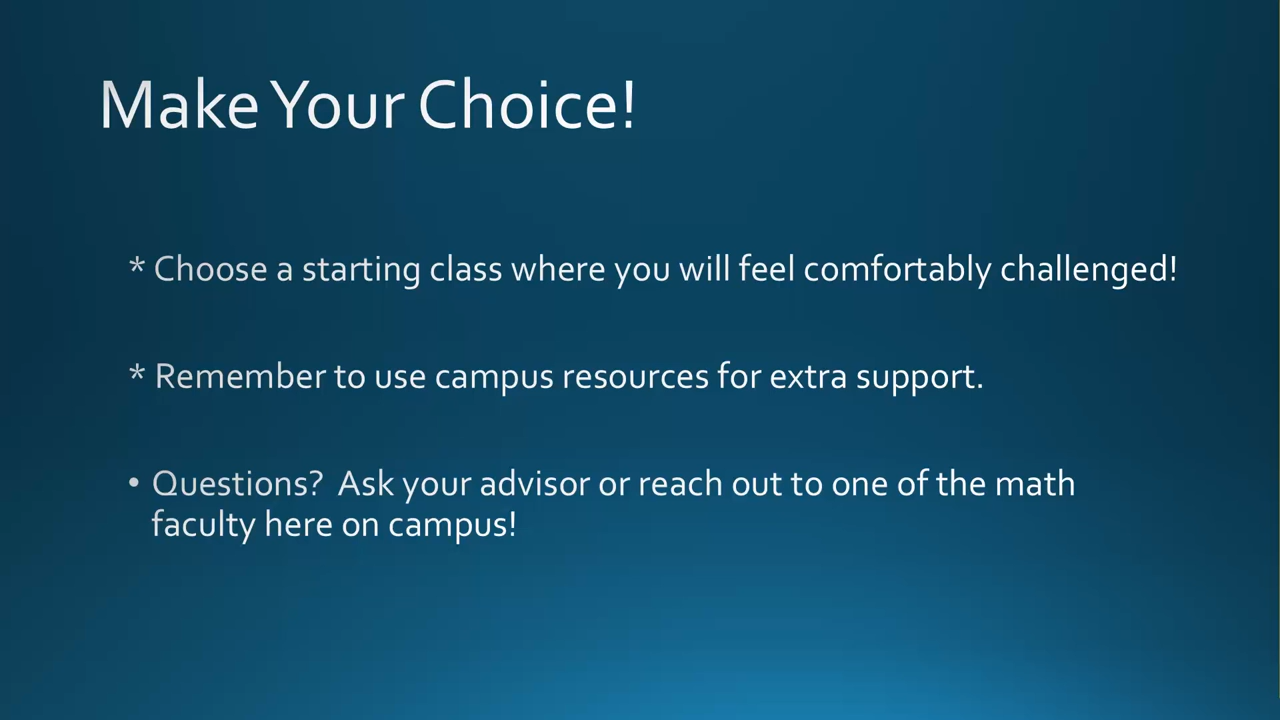 Make Your Choice!
* Choose a starting class where you will feel comfortably challenged!
* Remember to use campus resources for extra support.
• Questions?  Ask your advisor or reach out to one of the math
faculty here on campus!